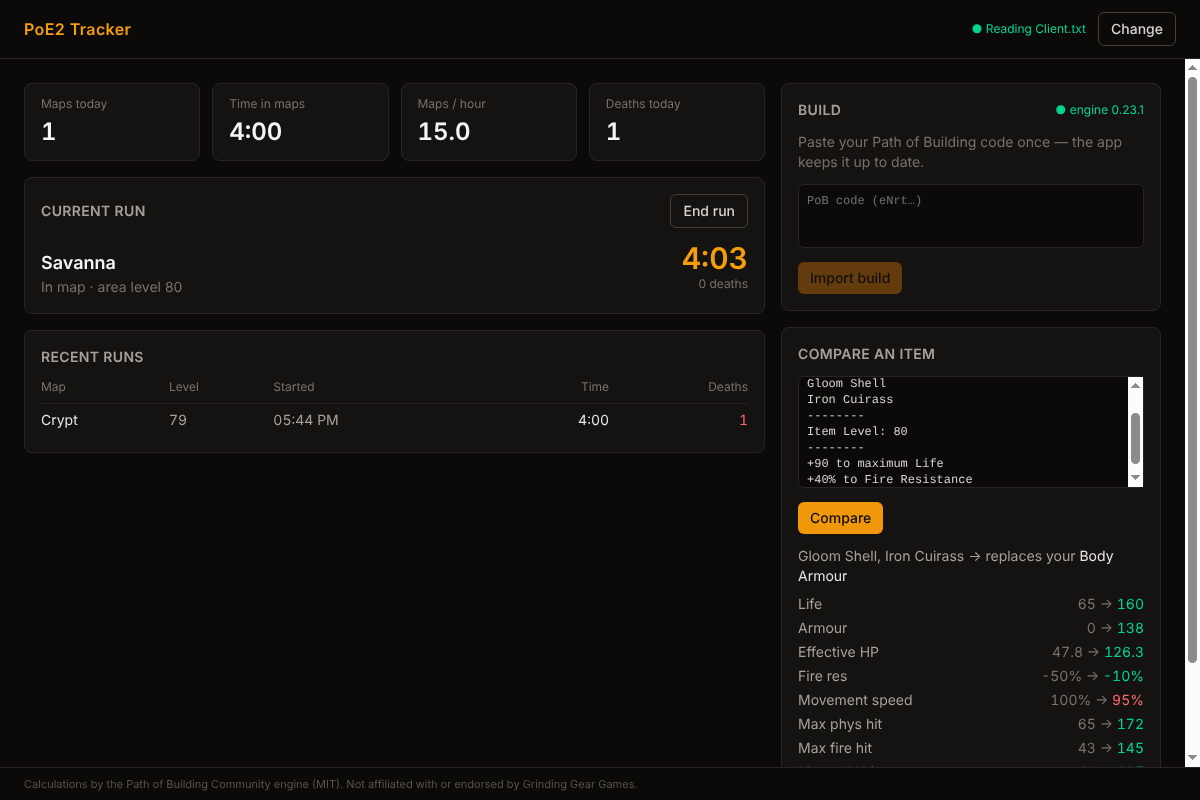 PoE2 Tracker
Reading Client.txt
Change
Maps today
1
Time in maps
4:00
Maps / hour
15.0
Deaths today
1
CURRENT RUN
End run
Savanna
4:03
In map · area level 80
0 deaths
RECENT RUNS
Map Level Started Time Deaths
Crypt 79 05:44 PM 4:00 1
BUILD
engine 0.23.1
Paste your Path of Building code once — the app
keeps it up to date.
PoB code (eNrt…)
Import build
COMPARE AN ITEM
Gloom Shell
Iron Cuirass
--------
Item Level: 80
--------
+90 to maximum Life
+40% to Fire Resistance
Compare
Gloom Shell, Iron Cuirass → replaces your Body
Armour
Life 65 → 160
Armour 0 → 138
Effective HP 47.8 → 126.3
Fire res -50% → -10%
Movement speed 100% → 95%
Max phys hit 65 → 172
Max fire hit 43 → 145
Calculations by the Path of Building Community engine (MIT). Not affiliated with or endorsed by Grinding Gear Games.